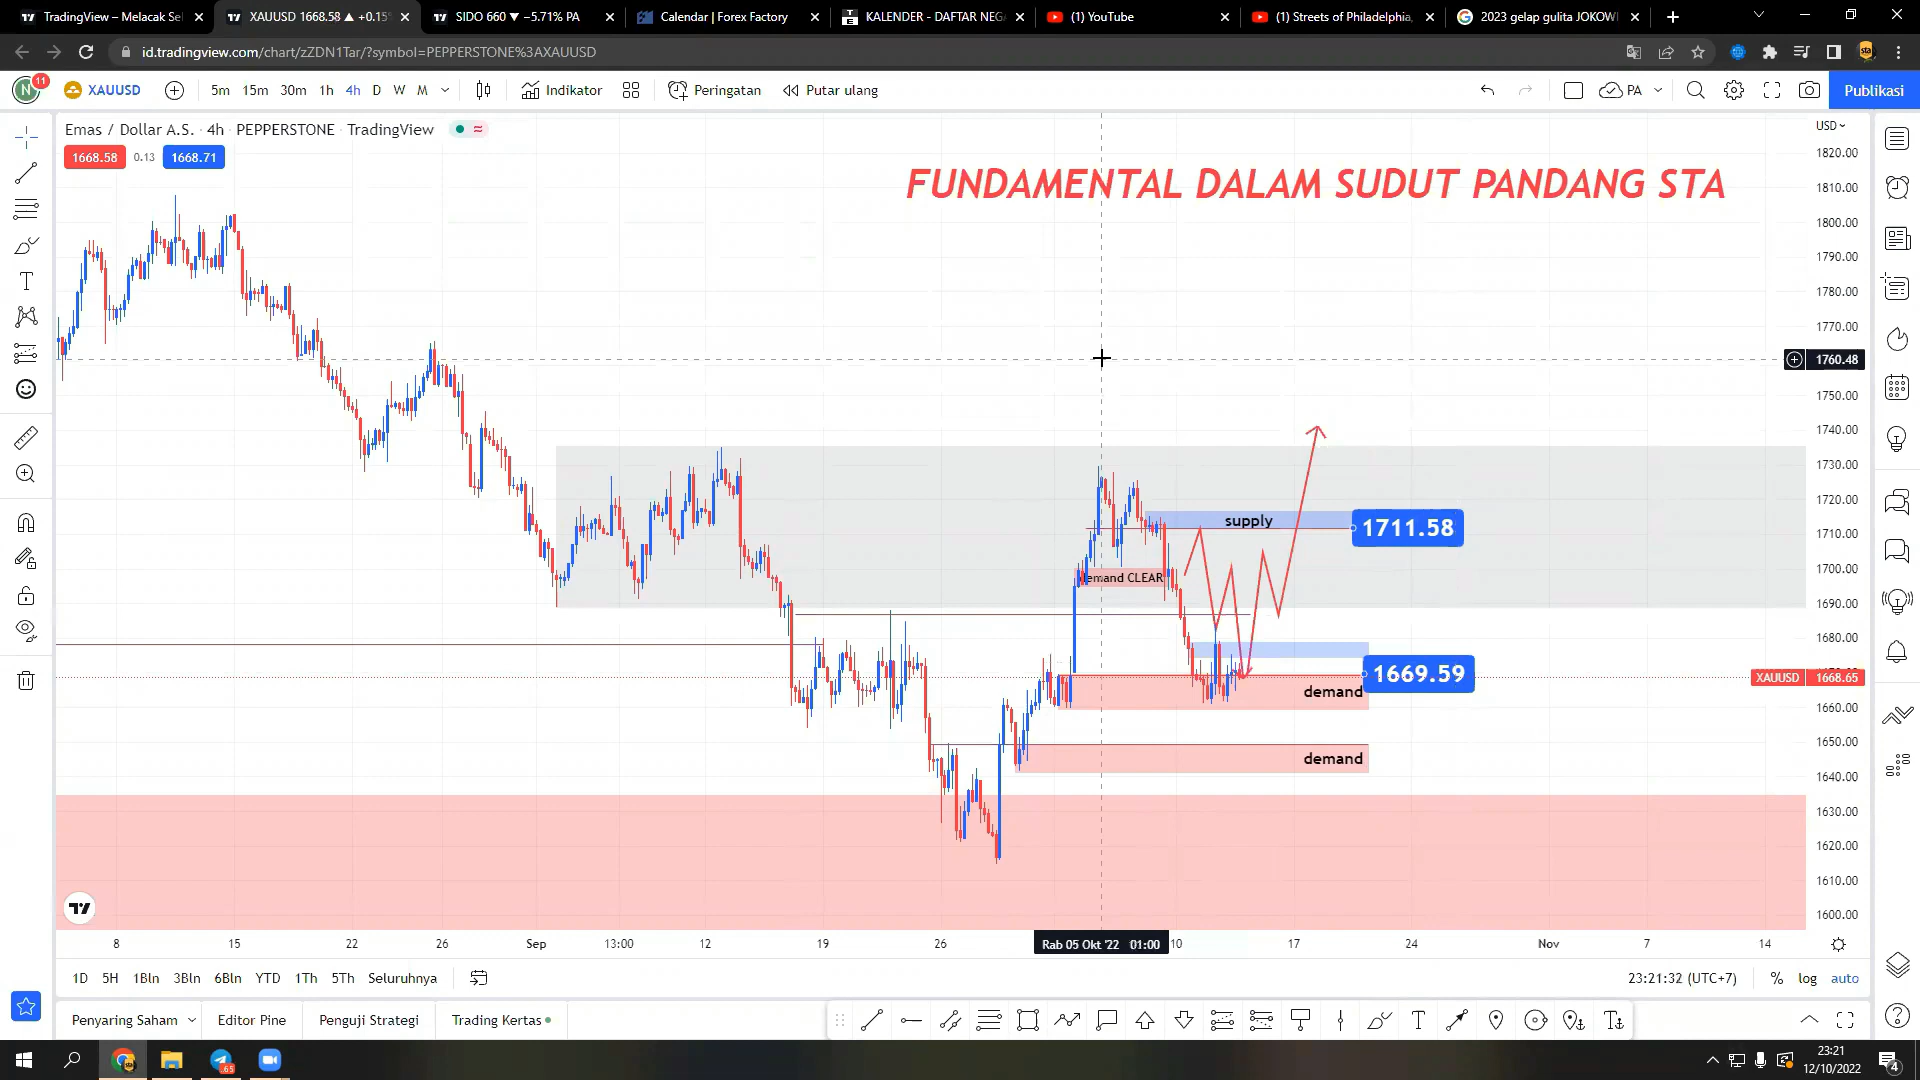 TradingView — Melacak Sel
XAUUSD 1668.58 ▲ +0.15
SIDO 660 ▼ −5.71% PA
Calendar | Forex Factory
KALENDER - DAFTAR NEGA
(1) YouTube
(1) Streets of Philadelphia,
2023 gelap gulita JOKOWI
id.tradingview.com/chart/zZDN1Tar/?symbol=PEPPERSTONE%3AXAUUSD
N 11
XAUUSD
5m 15m 30m 1h 4h D W M
Indikator
Peringatan
Putar ulang
PA
Publikasi
Emas / Dollar A.S. · 4h · PEPPERSTONE · TradingView
USD
1668.58 0.13 1668.71
FUNDAMENTAL DALAM SUDUT PANDANG STA
1820.00
1810.00
1800.00
1790.00
1780.00
1770.00
1760.48
1750.00
1740.00
1730.00
1720.00
1710.00
1700.00
1690.00
1680.00
XAUUSD 1668.65
1660.00
1650.00
1640.00
1630.00
1620.00
1610.00
1600.00
supply
1711.58
demand CLEAR
1669.59
demand
demand
8 15 22 26 Sep 13:00 12 19 26 Rab 05 Okt '22 01:00 10 17 24 Nov 7 14
1D 5H 1Bln 3Bln 6Bln YTD 1Th 5Th Seluruhnya
23:21:32 (UTC+7) % log auto
Penyaring Saham Editor Pine Penguji Strategi Trading Kertas
23:21
12/10/2022
4